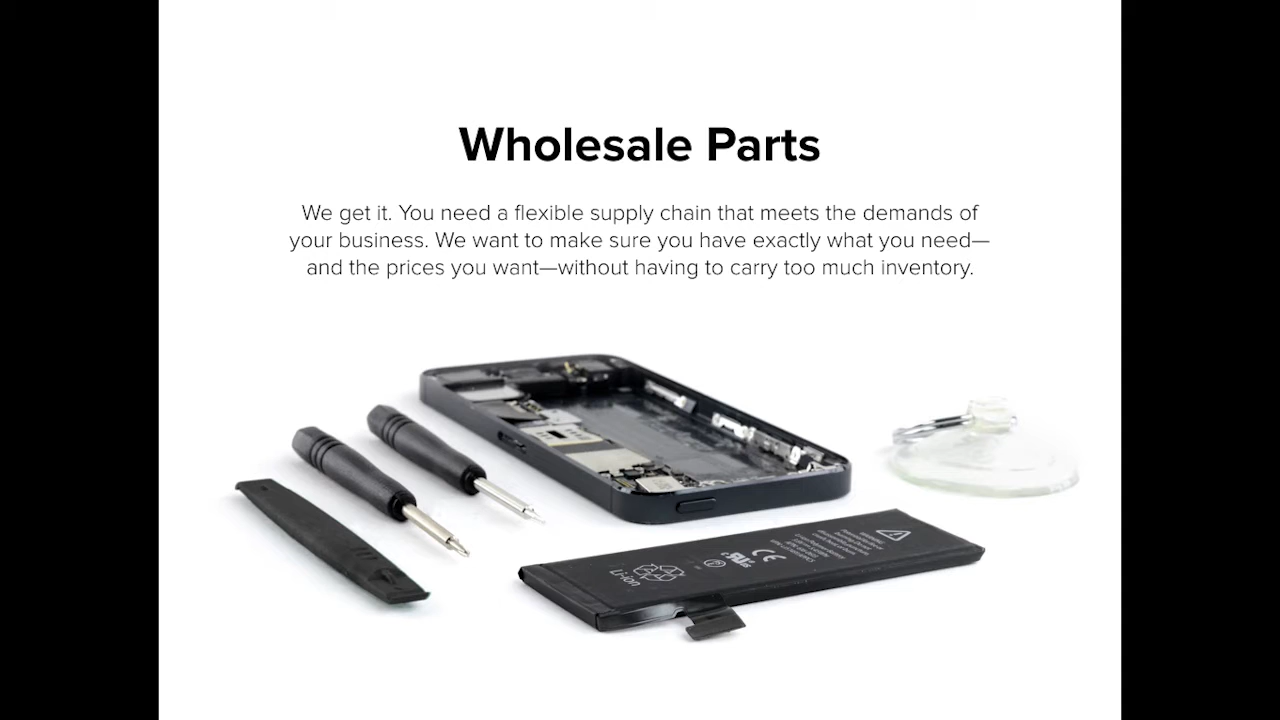 Wholesale Parts
We get it. You need a flexible supply chain that meets the demands of
your business. We want to make sure you have exactly what you need—
and the prices you want—without having to carry too much inventory.
Li-ion